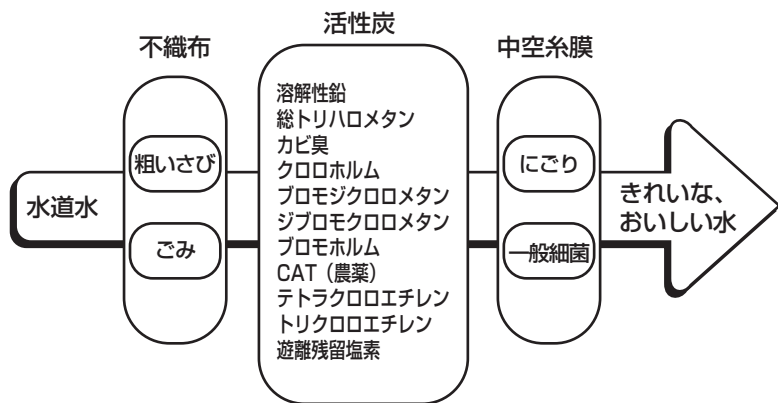 不織布
活性炭
中空糸膜
水道水
粗いさび
ごみ
溶解性鉛
総トリハロメタン
カビ臭
クロロホルム
ブロモジクロロメタン
ジブロモクロロメタン
ブロモホルム
CAT（農薬）
テトラクロロエチレン
トリクロロエチレン
遊離残留塩素
にごり
一般細菌
きれいな、
おいしい水